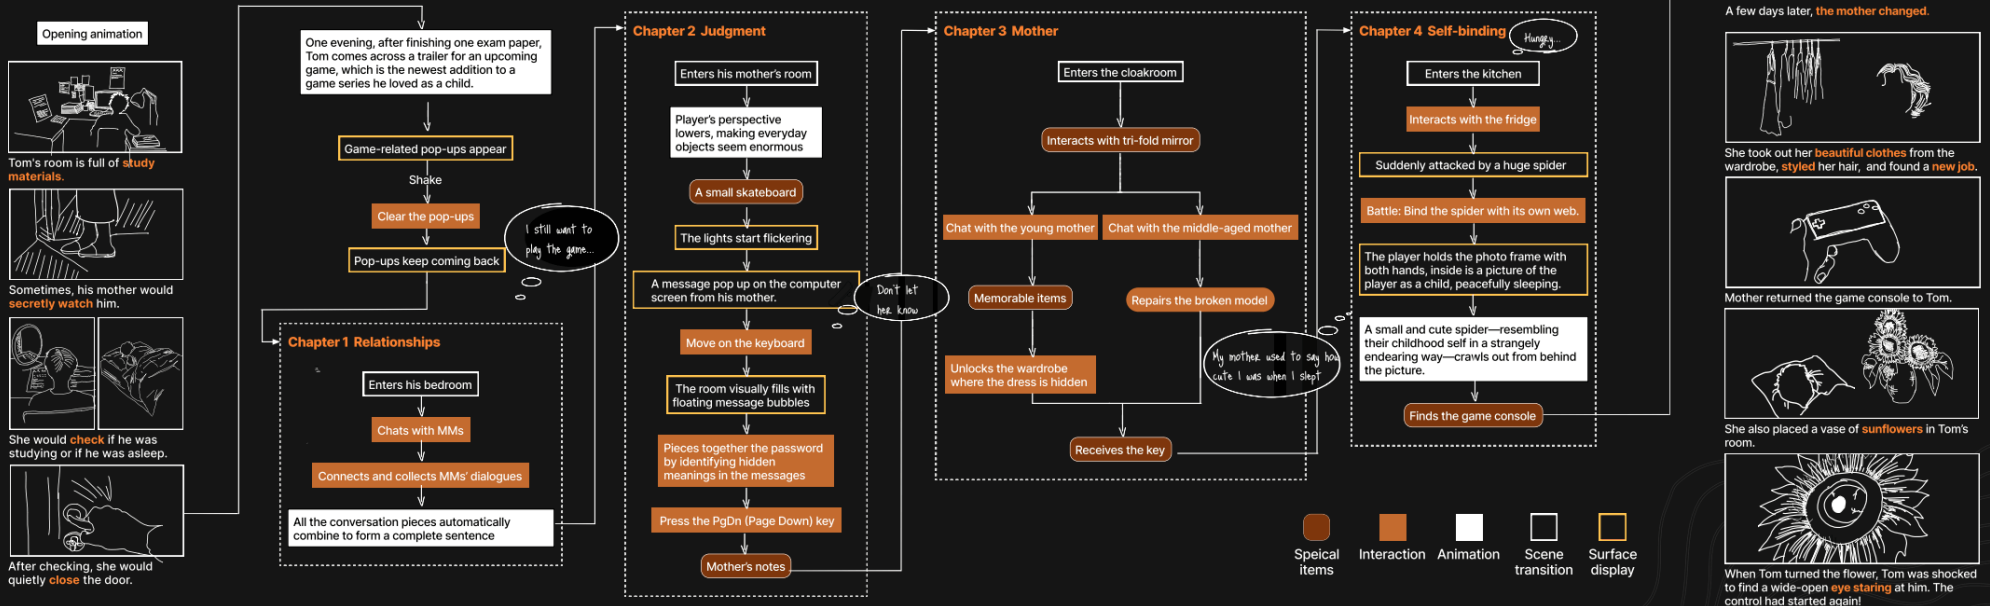 Opening animation
Tom's room is full of study
materials.
Sometimes, his mother would
secretly watch him.
She would check if he was
studying or if he was asleep.
After checking, she would
quietly close the door.
One evening, after finishing one exam paper,
Tom comes across a trailer for an upcoming
game, which is the newest addition to a
game series he loved as a child.
Game-related pop-ups appear
Shake
Clear the pop-ups
Pop-ups keep coming back
I still want to
play the game...
Chapter 1 Relationships
Enters his bedroom
Chats with MMs
Connects and collects MMs' dialogues
All the conversation pieces automatically
combine to form a complete sentence
Chapter 2 Judgment
Enters his mother's room
Player's perspective
lowers, making everyday
objects seem enormous
A small skateboard
The lights start flickering
A message pop up on the computer
screen from his mother.
Don't let
her know
Move on the keyboard
The room visually fills with
floating message bubbles
Pieces together the password
by identifying hidden
meanings in the messages
Press the PgDn (Page Down) key
Mother's notes
Chapter 3 Mother
Enters the cloakroom
Interacts with tri-fold mirror
Chat with the young mother
Chat with the middle-aged mother
Memorable items
Repairs the broken model
Unlocks the wardrobe
where the dress is hidden
My mother used to say how
cute I was when I slept
Receives the key
Chapter 4 Self-binding
Hungry...
Enters the kitchen
Interacts with the fridge
Suddenly attacked by a huge spider
Battle: Bind the spider with its own web.
The player holds the photo frame with
both hands, inside is a picture of the
player as a child, peacefully sleeping.
A small and cute spider—resembling
their childhood self in a strangely
endearing way—crawls out from behind
the picture.
Finds the game console
Speical
items
Interaction
Animation
Scene
transition
Surface
display
A few days later, the mother changed.
She took out her beautiful clothes from the
wardrobe, styled her hair, and found a new job.
Mother returned the game console to Tom.
She also placed a vase of sunflowers in Tom's
room.
When Tom turned the flower, Tom was shocked
to find a wide-open eye staring at him. The
control had started again!